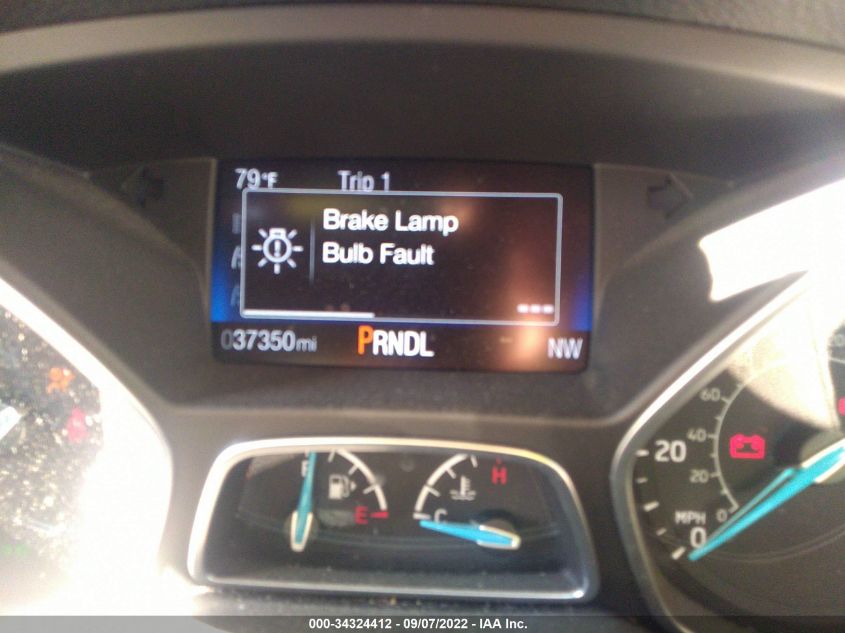 79°F Trip 1
Brake Lamp
Bulb Fault
037350mi PRNDL NW
F E
C H
60
40
20
0
20
MPH
0
000-34324412 - 09/07/2022 - IAA Inc.